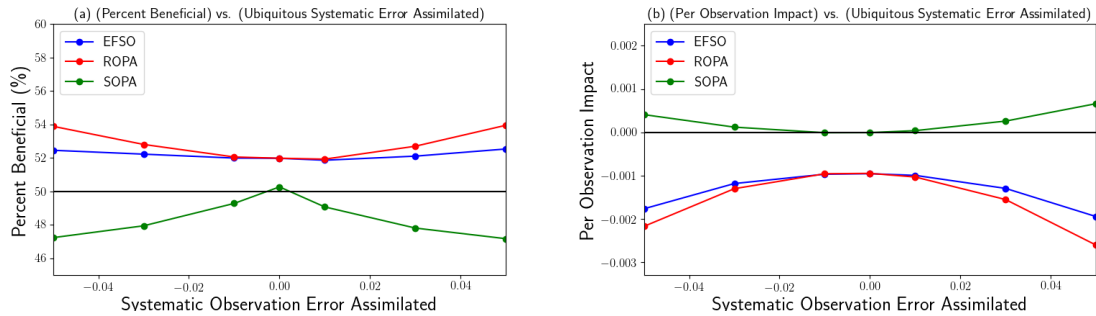 (a) (Percent Beneficial) vs. (Ubiquitous Systematic Error Assimilated)
60
58
56
54
52
50
48
46
Percent Beneficial (%)
EFSO
ROPA
SOPA
−0.04
−0.02
0.00
0.02
0.04
Systematic Observation Error Assimilated
(b) (Per Observation Impact) vs. (Ubiquitous Systematic Error Assimilated)
0.002
0.001
0.000
−0.001
−0.002
−0.003
Per Observation Impact
EFSO
ROPA
SOPA
−0.04
−0.02
0.00
0.02
0.04
Systematic Observation Error Assimilated